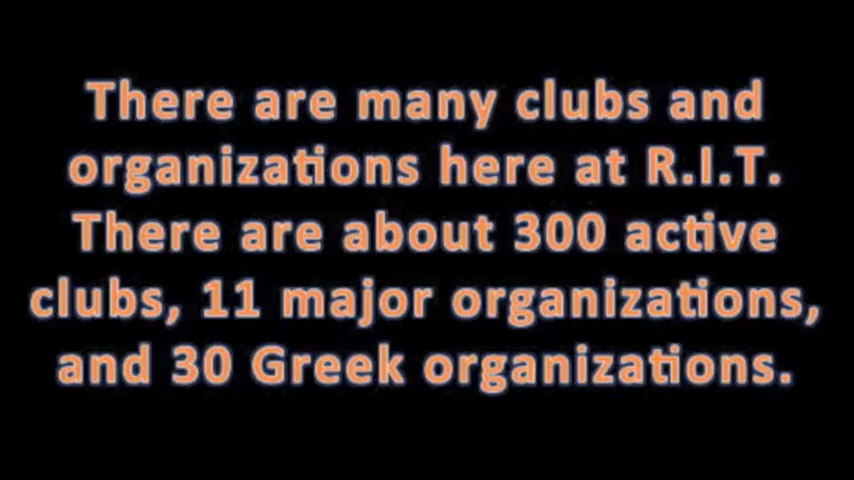 There are many clubs and
organizations here at R.I.T.
There are about 300 active
clubs, 11 major organizations,
and 30 Greek organizations.